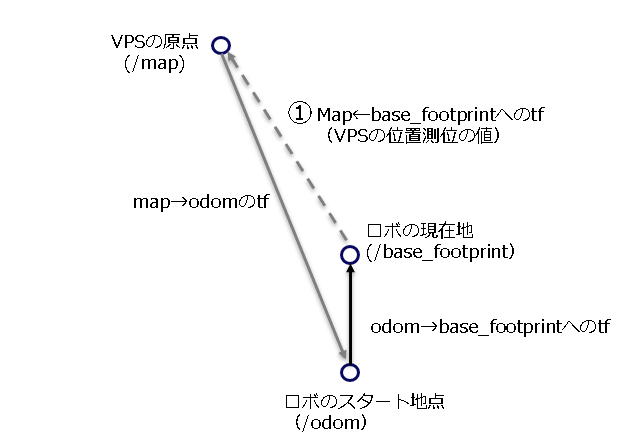 VPSの原点
(/map)
① Map←base_footprintへのtf
（VPSの位置測位の値）
map→odomのtf
ロボの現在地
(/base_footprint）
odom→base_footprintへのtf
ロボのスタート地点
（/odom）